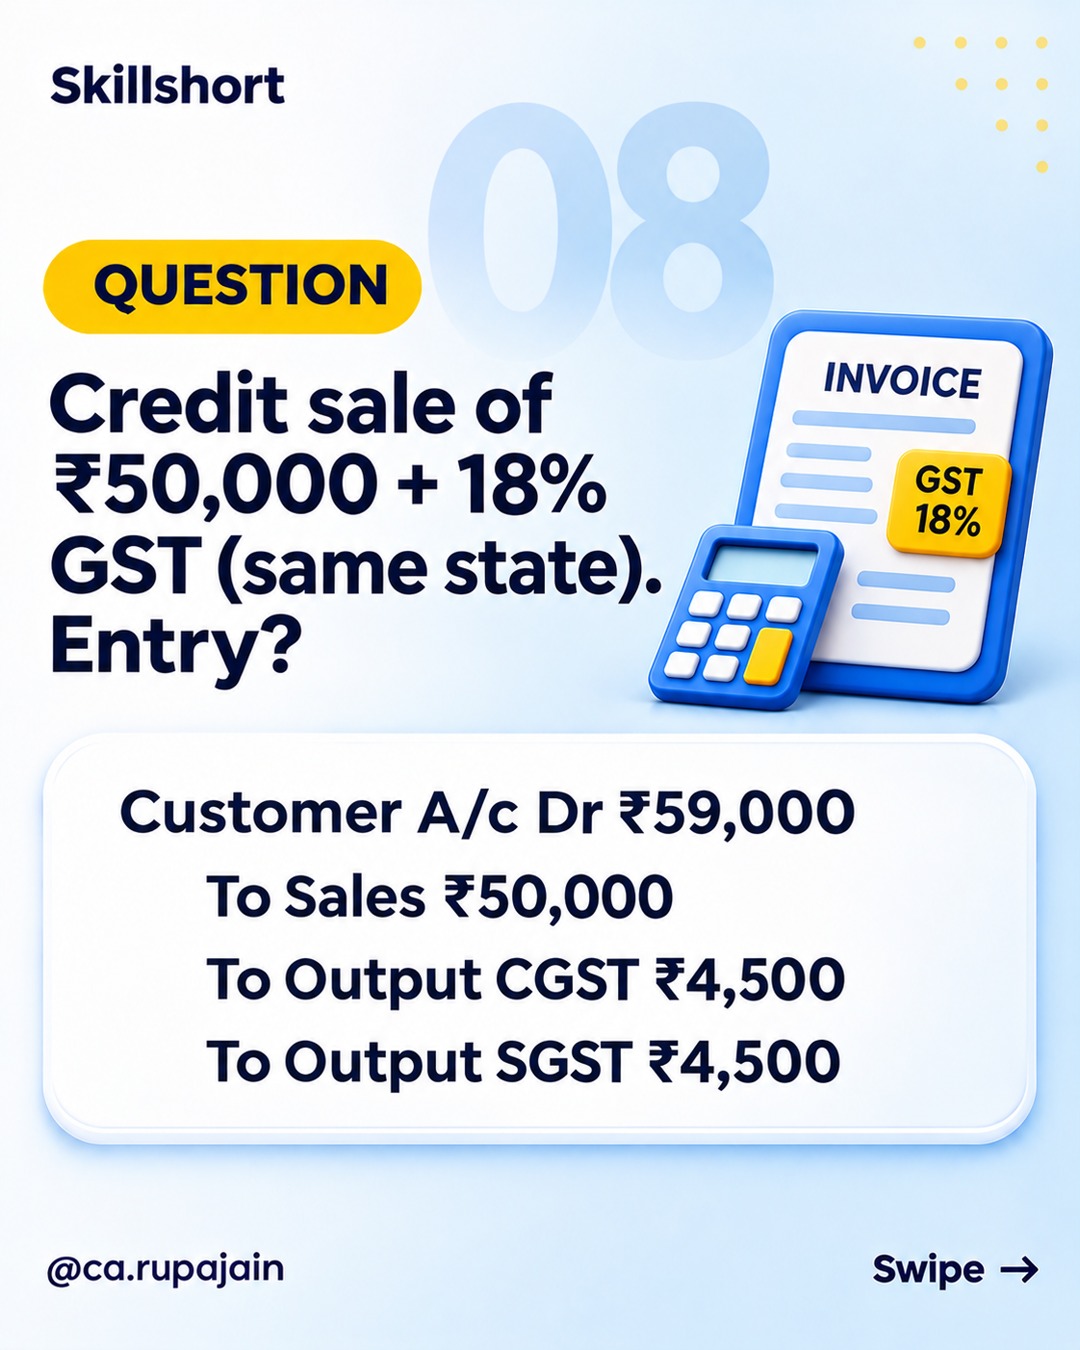 Skillshort
08
QUESTION
Credit sale of
₹50,000 + 18%
GST (same state).
Entry?
INVOICE
GST
18%
Customer A/c Dr ₹59,000
To Sales ₹50,000
To Output CGST ₹4,500
To Output SGST ₹4,500
@ca.rupajain
Swipe →